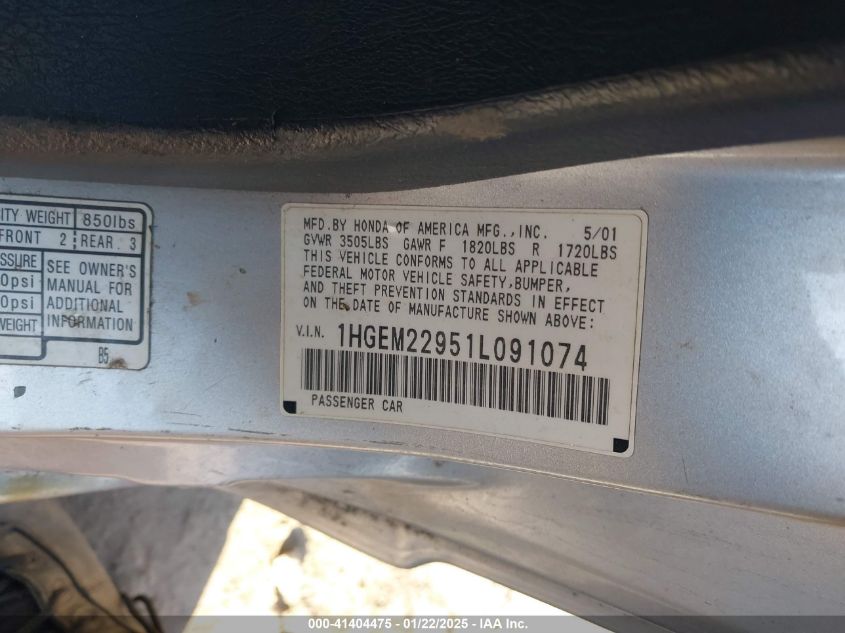 ITY WEIGHT 850lbs
FRONT 2 REAR 3
SSURE SEE OWNER'S
0psi MANUAL FOR
0psi ADDITIONAL
WEIGHT INFORMATION
B5
MFD.BY HONDA OF AMERICA MFG.,INC. 5/01
GVWR 3505LBS GAWR F 1820LBS R 1720LBS
THIS VEHICLE CONFORMS TO ALL APPLICABLE
FEDERAL MOTOR VEHICLE SAFETY,BUMPER,
AND THEFT PREVENTION STANDARDS IN EFFECT
ON THE DATE OF MANUFACTURE SHOWN ABOVE:
V.I.N. 1HGEM22951L091074
PASSENGER CAR
000-41404475 - 01/22/2025 - IAA Inc.